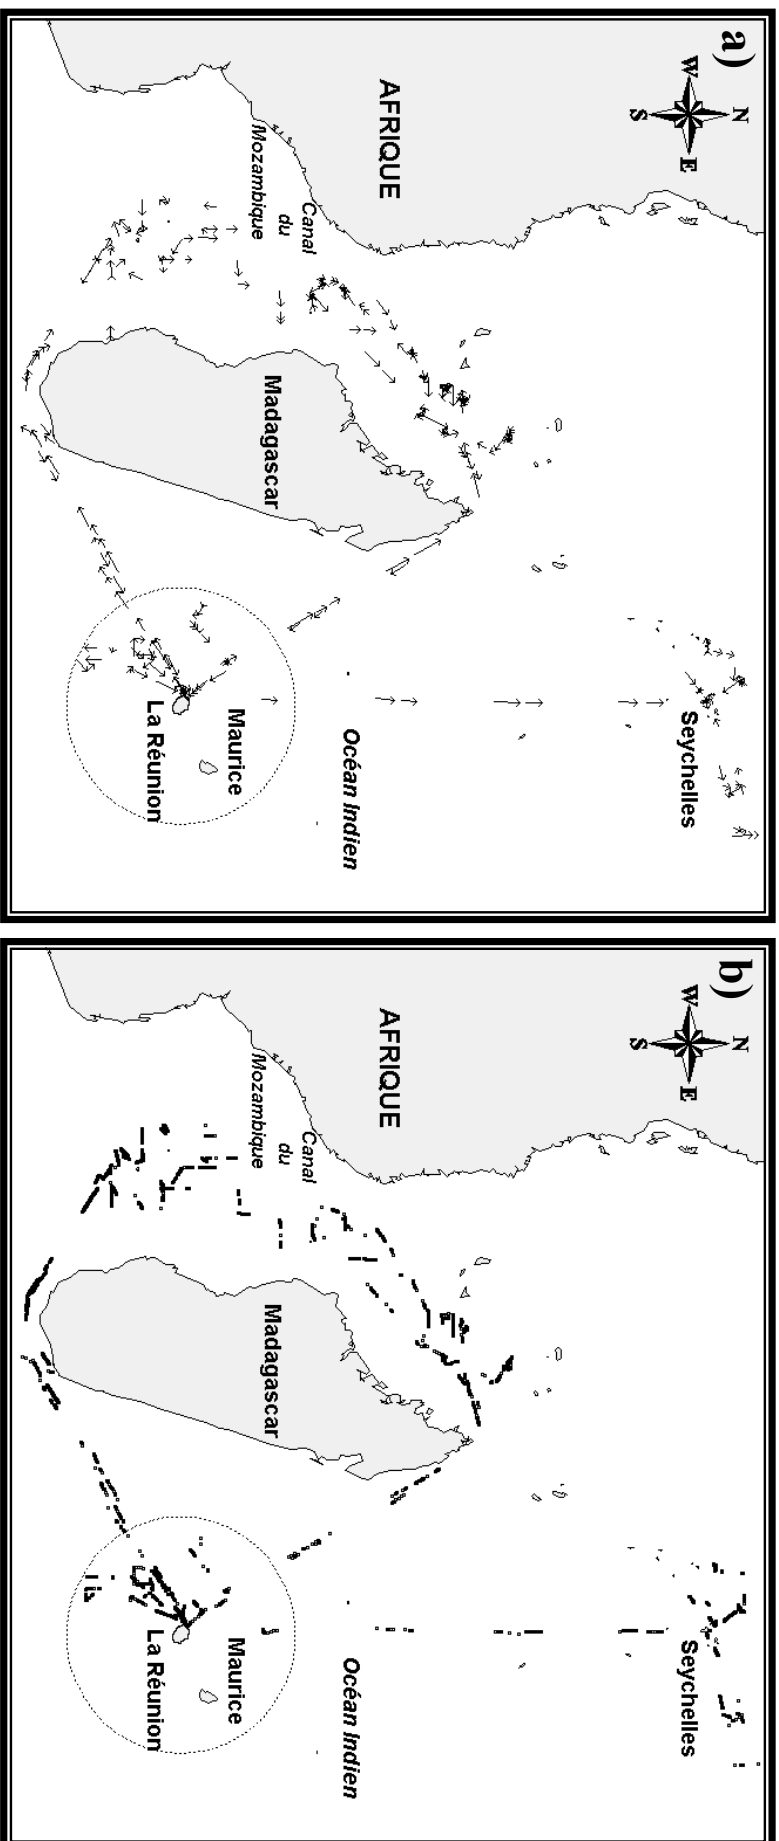 a)
N
W
E
S
AFRIQUE
Canal
du
Mozambique
Madagascar
Seychelles
Océan Indien
Maurice
La Réunion
b)
N
W
E
S
AFRIQUE
Canal
du
Mozambique
Madagascar
Seychelles
Océan Indien
Maurice
La Réunion